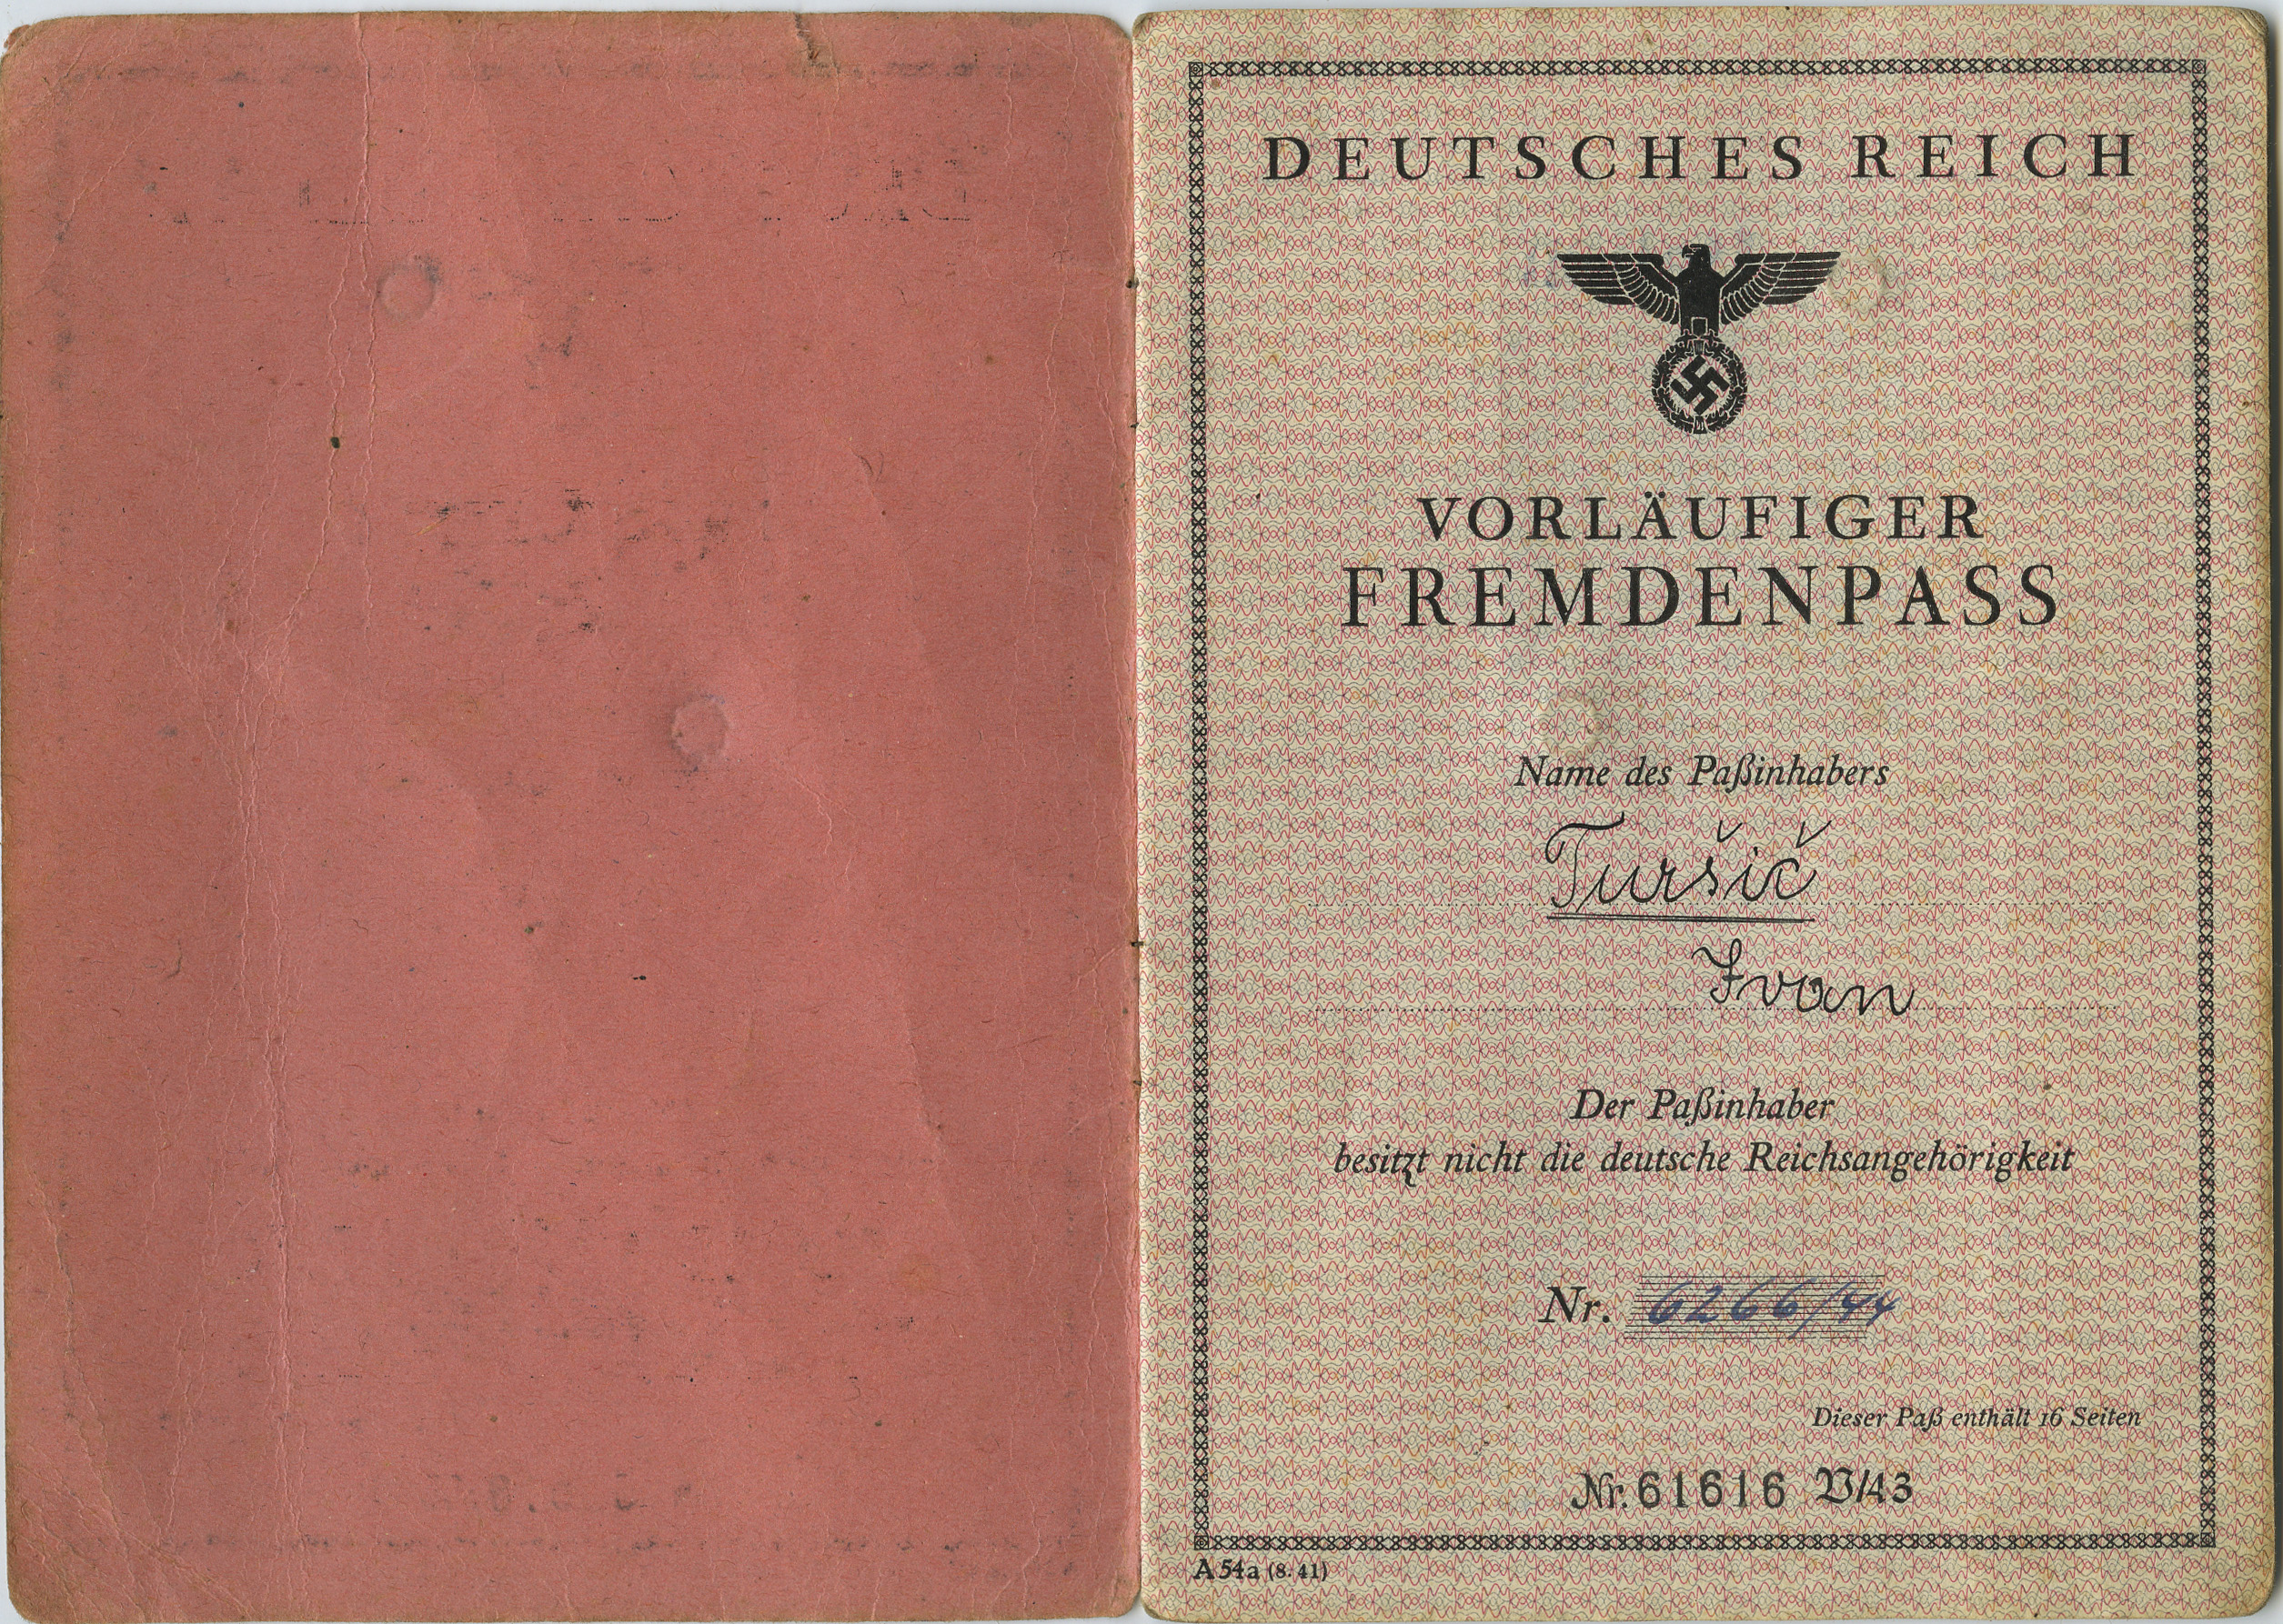 DEUTSCHES REICH
VORLÄUFIGER
FREMDENPASS
Name des Paßinhabers
Turšič
Ivan
Der Paßinhaber
besitzt nicht die deutsche Reichsangehörigkeit
Nr. 6266/44
Dieser Paß enthält 16 Seiten
Nr. 61616 V/43
A 54a (8. 41)